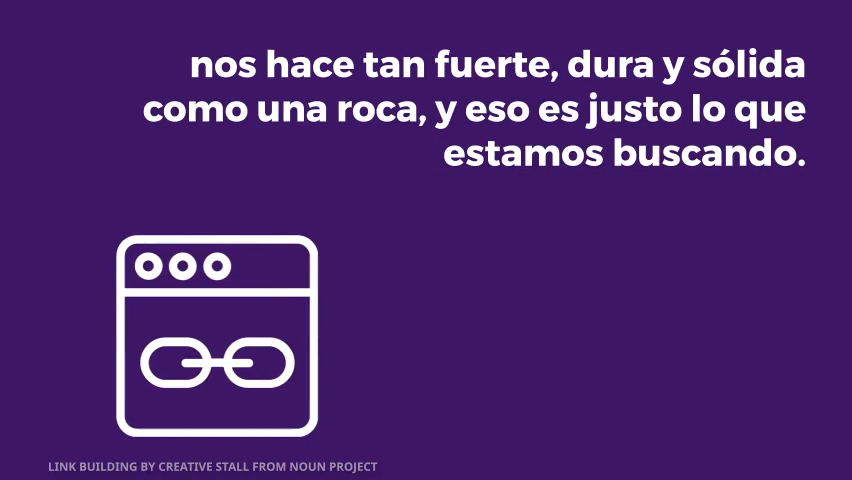 nos hace tan fuerte, dura y sólida
como una roca, y eso es justo lo que
estamos buscando.
LINK BUILDING BY CREATIVE STALL FROM NOUN PROJECT